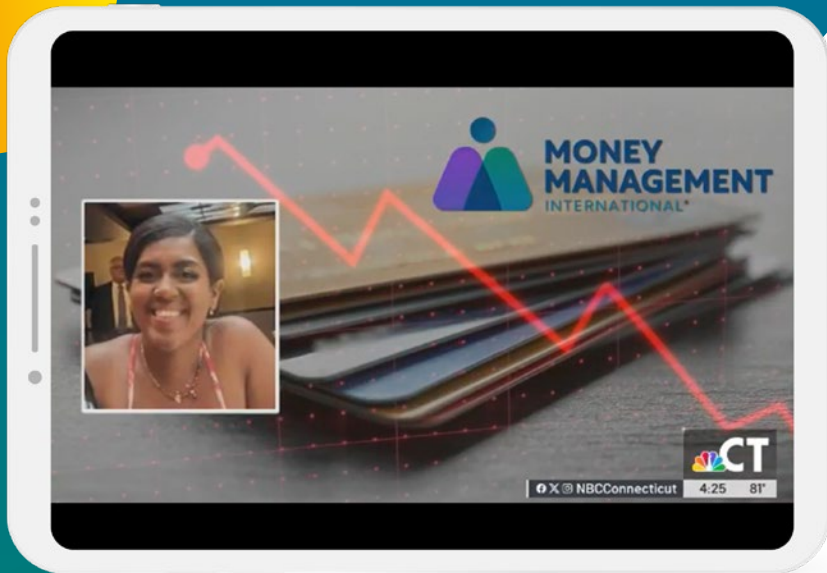 MONEY
MANAGEMENT
INTERNATIONAL®
CT
NBCConnecticut
4:25 81°